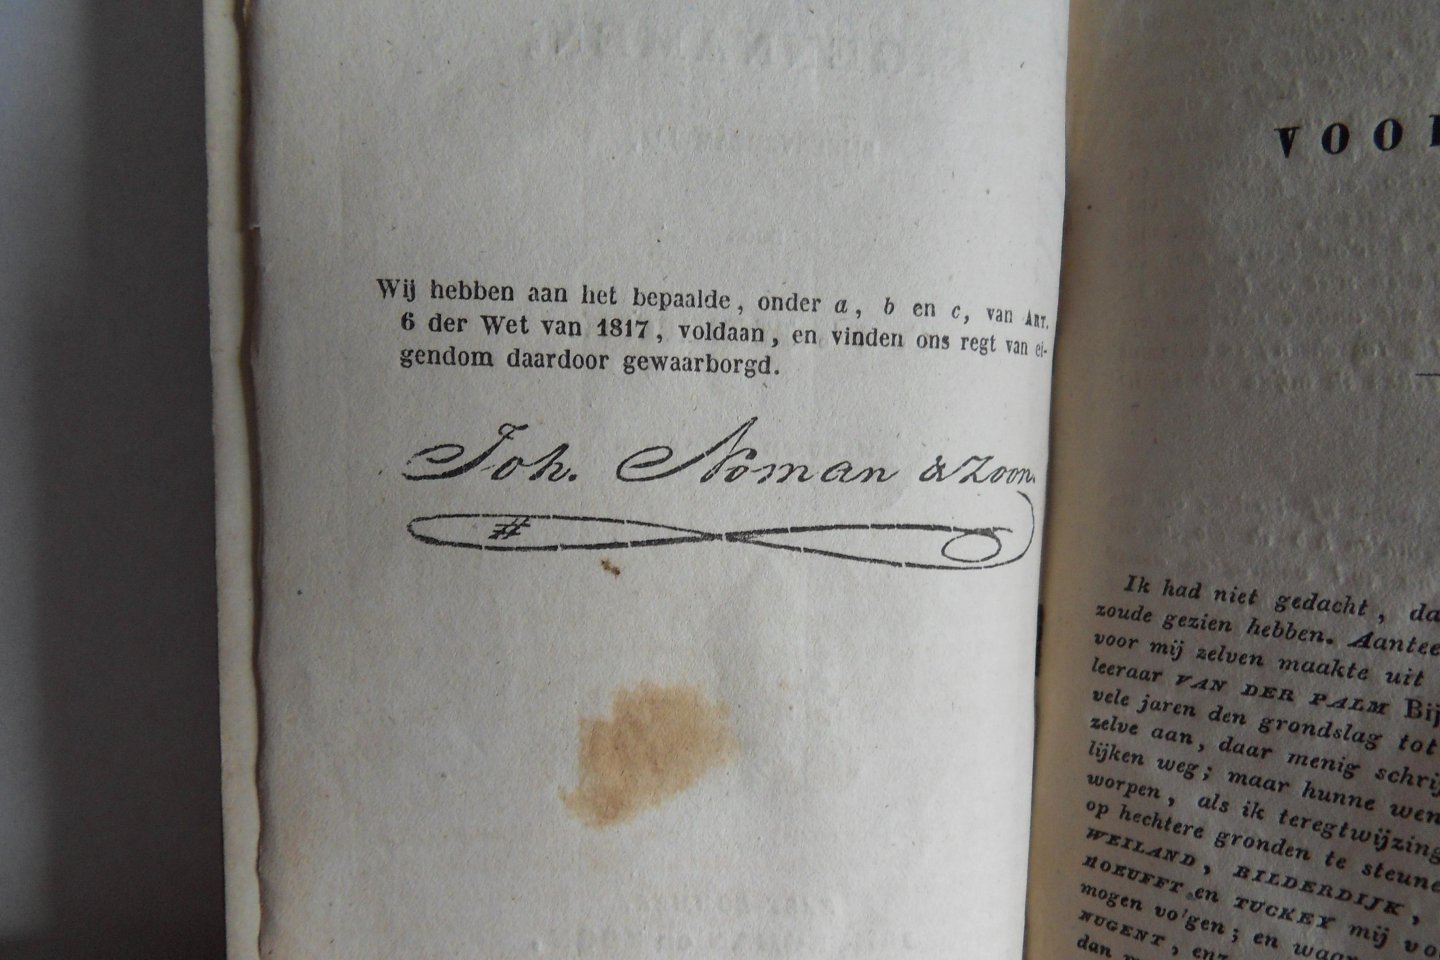 Wij hebben aan het bepaalde, onder a, b en c, van ART.
6 der Wet van 1817, voldaan, en vinden ons regt van ei-
gendom daardoor gewaarborgd.
Joh. Noman & Zoon.
#
VOO
Ik had niet gedacht, da
zoude gezien hebben. Aantee
voor mij zelven maakte uit
leeraar VAN DER PALM Bij
vele jaren den grondslag tot
zelve aan, daar menig schrij
lijken weg; maar hunne wen
worpen, als ik teregtwijzing
op hechtere gronden te steune
WEILAND, BILDERDIJK,
HOEUFFT en TUCKEY mij vo
mogen vo'gen; en waar
NUGENT, enz
dan